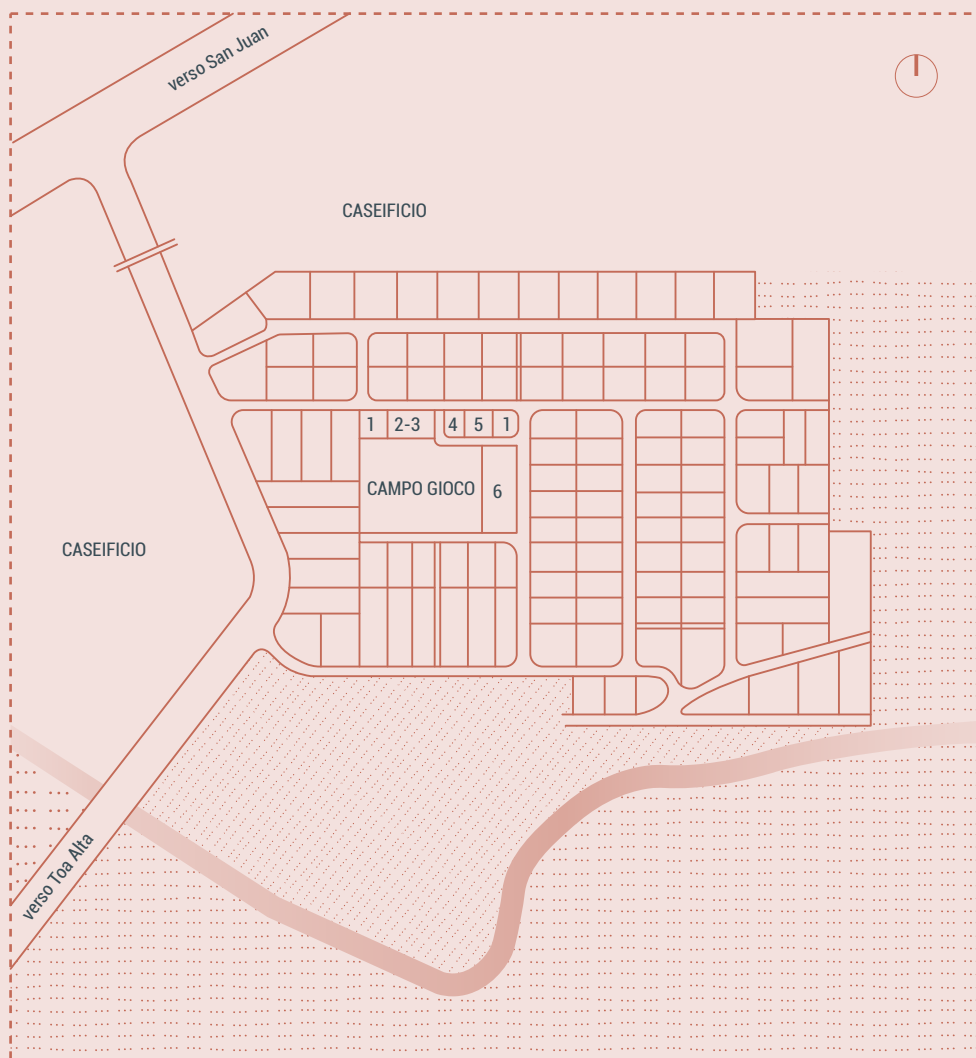 verso San Juan
CASEIFICIO
1 2-3 4 5 1
CAMPO GIOCO 6
CASEIFICIO
verso Toa Alta